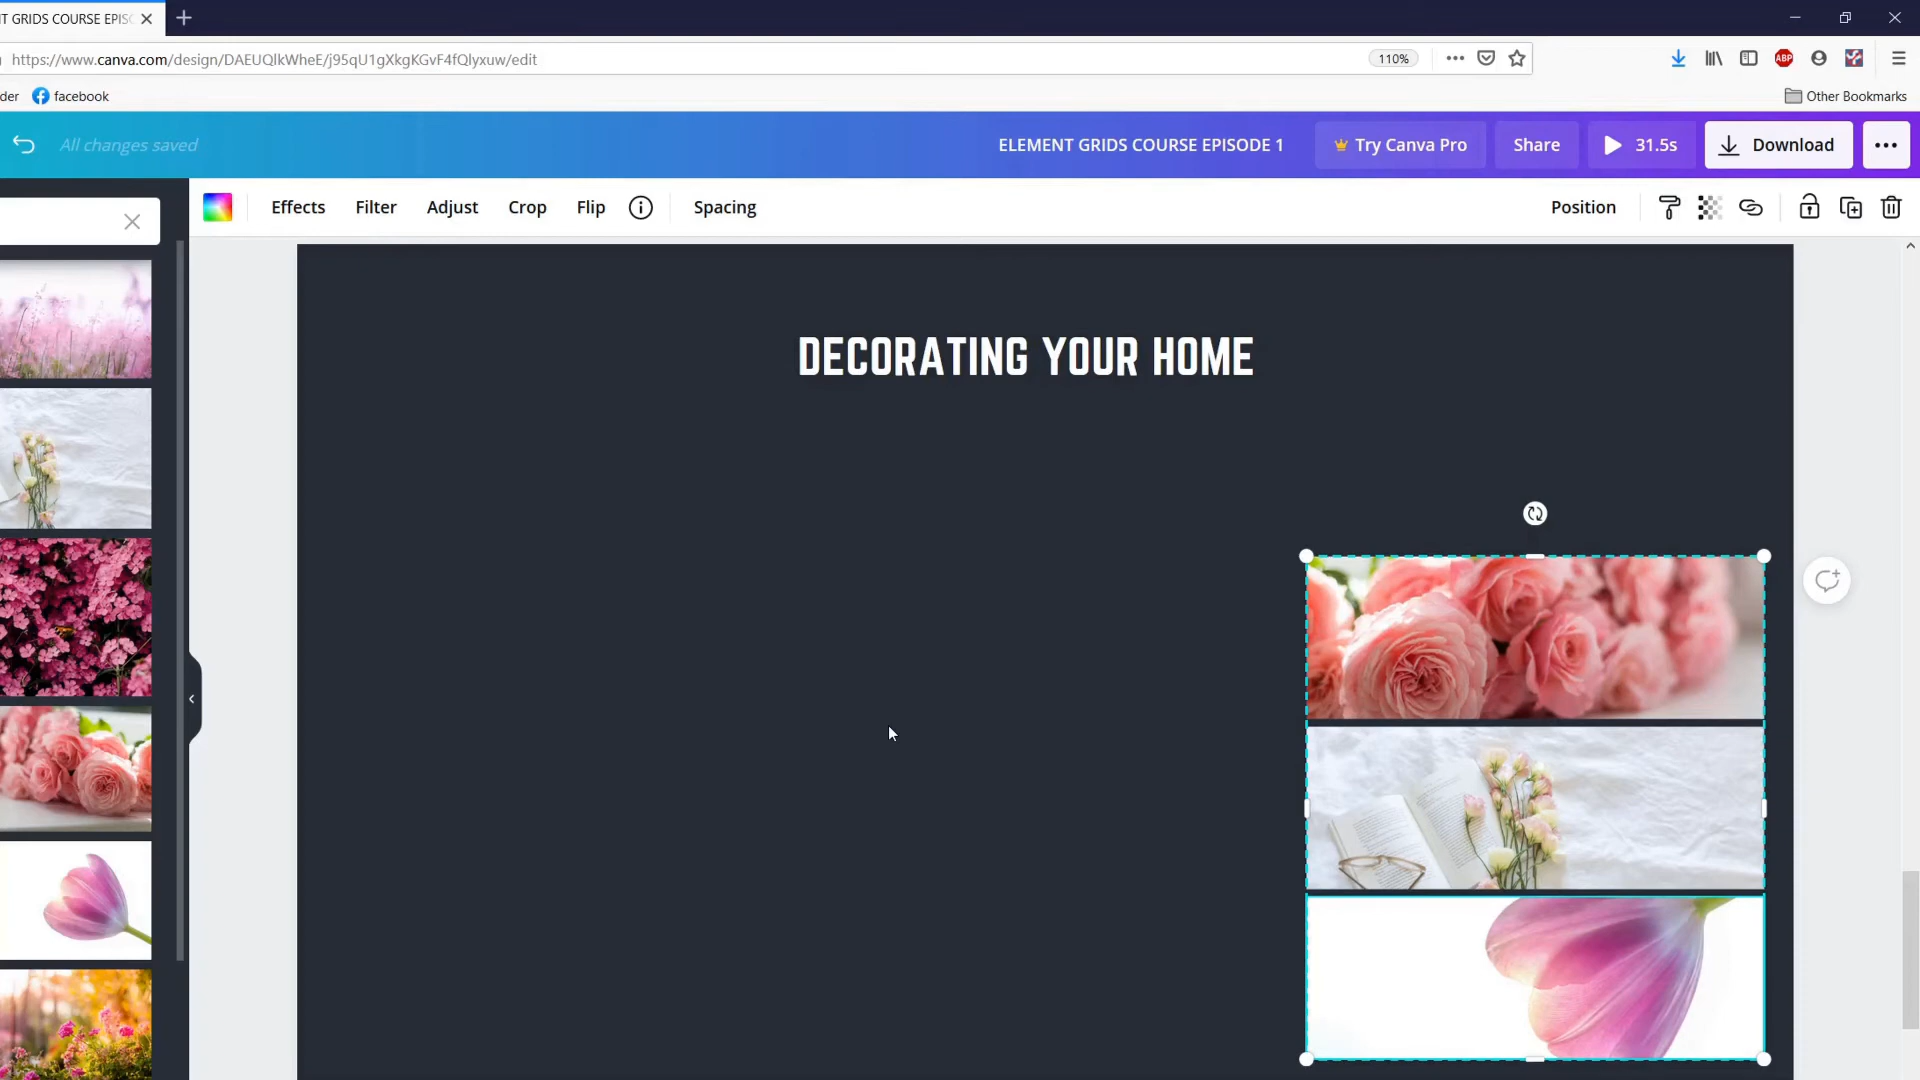 T GRIDS COURSE EPIS
https://www.canva.com/design/DAEUQlkWheE/j95qU1gXkgKGvF4fQlyxuw/edit
110%
ABP
der
facebook
Other Bookmarks
All changes saved
ELEMENT GRIDS COURSE EPISODE 1
Try Canva Pro
Share
31.5s
Download
Effects
Filter
Adjust
Crop
Flip
Spacing
Position
DECORATING YOUR HOME